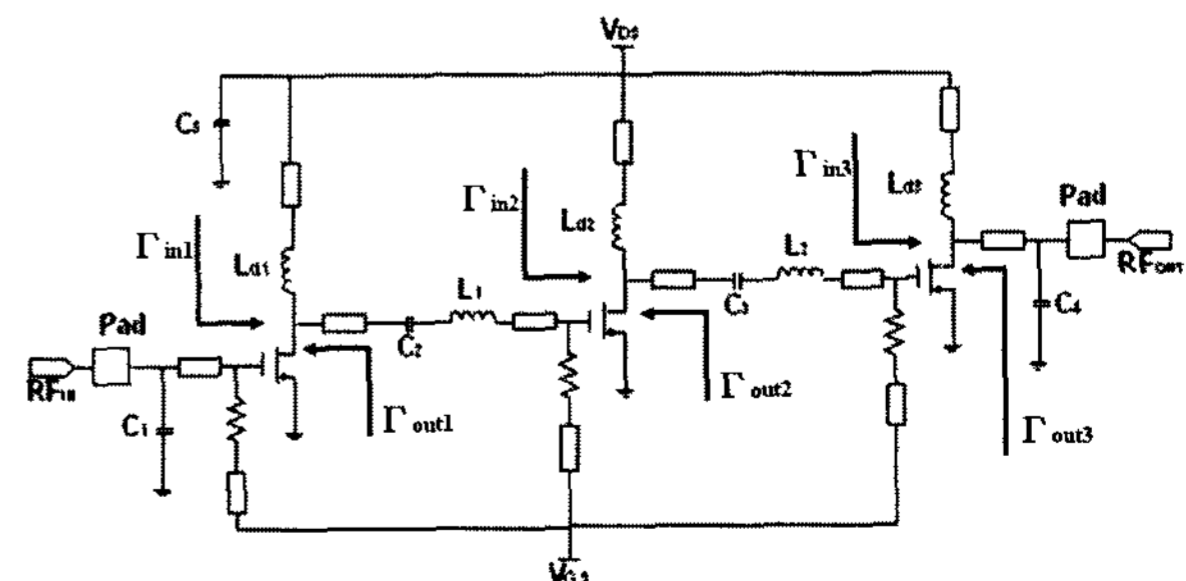 VDS
C5
Γin1
Ld1
Γin2
Ld2
Γin3
Ld3
Pad
RFOUT
Pad
RFIN
C1
C2
L1
C3
L2
C4
Γout1
Γout2
Γout3
VGS